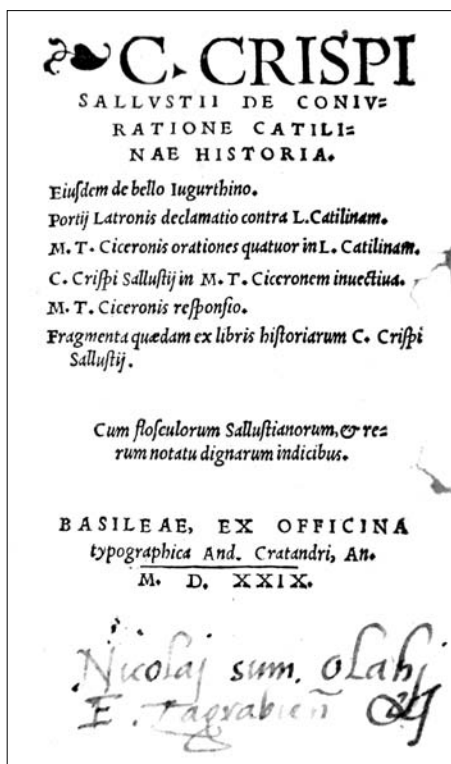 C. CRISPI
SALLVSTII DE CONIV=
RATIONE CATILI=
NAE HISTORIA.
Eiuſdem de bello Iugurthino.
Portij Latronis declamatio contra L. Catilinam.
M. T. Ciceronis orationes quatuor in L. Catilinam.
C. Criſpi Salluſtij in M. T. Ciceronem inuectiua.
M. T. Ciceronis reſponſio.
Fragmenta quædam ex libris hiſtoriarum C. Criſpi
Salluſtij.
Cum floſculorum Salluſtianorum, & re=
rum notatu dignarum indicibus.
BASILEAE, EX OFFICINA
typographica And. Cratandri, An.
M. D. XXIX.
Nicolaj sum. olahj
E. Zagrabien̄